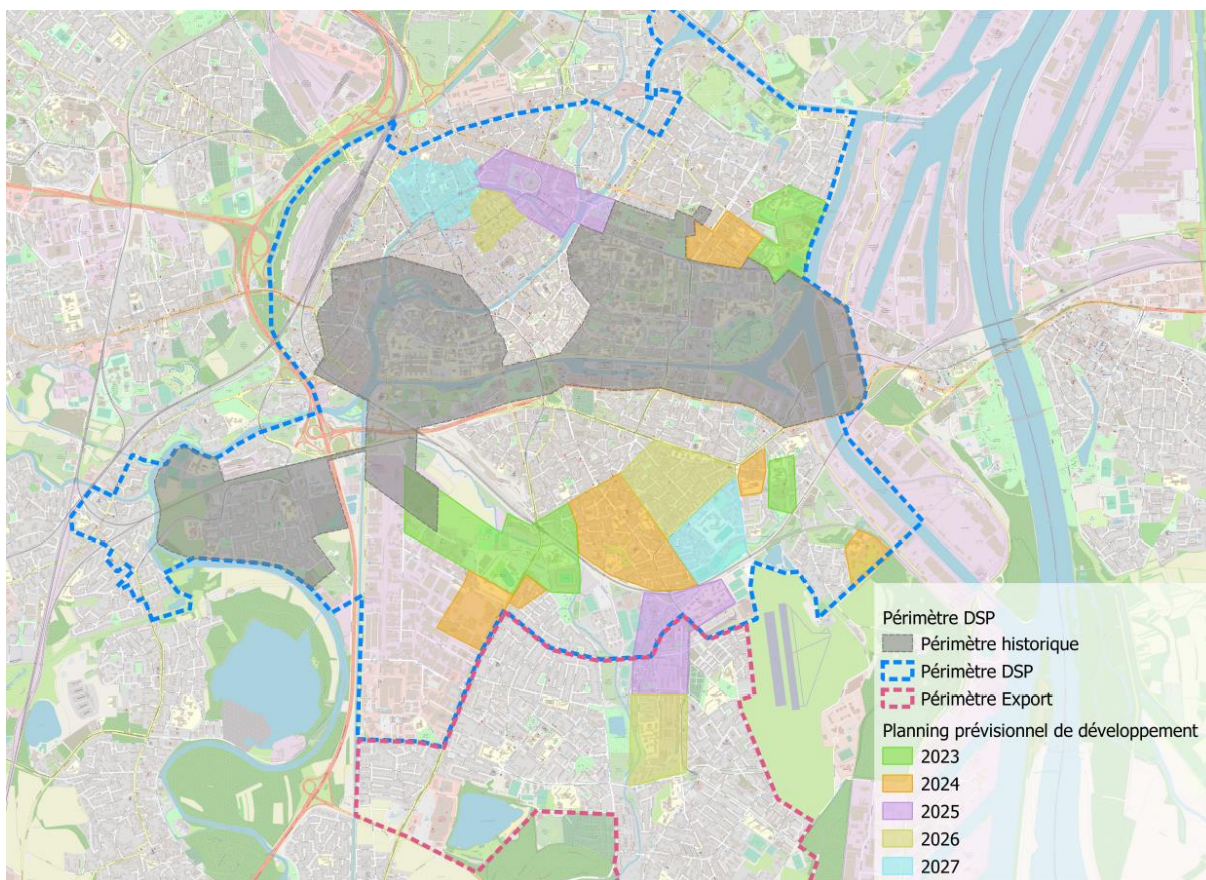 Périmètre DSP
Périmètre historique
Périmètre DSP
Périmètre Export
Planning prévisionnel de développement
2023
2024
2025
2026
2027